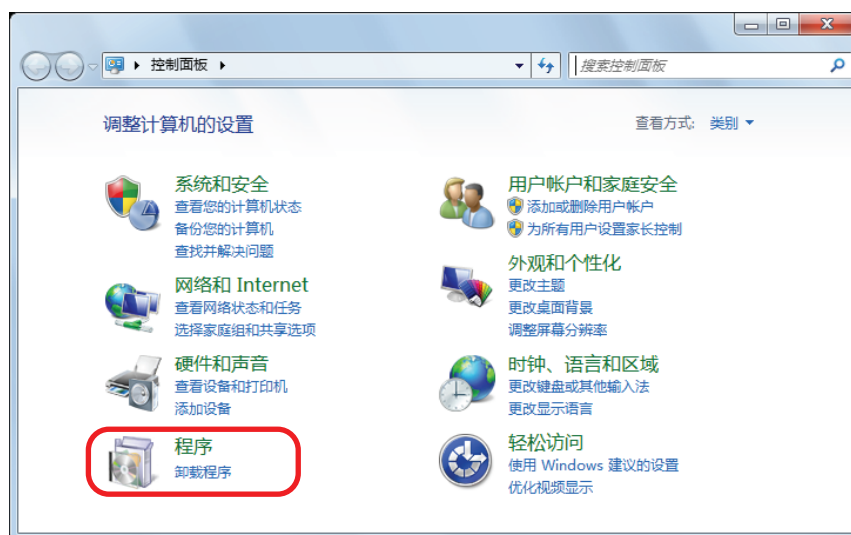 控制面板
搜索控制面板
调整计算机的设置
查看方式: 类别
系统和安全
查看您的计算机状态
备份您的计算机
查找并解决问题
网络和 Internet
查看网络状态和任务
选择家庭组和共享选项
硬件和声音
查看设备和打印机
添加设备
程序
卸载程序
用户帐户和家庭安全
添加或删除用户帐户
为所有用户设置家长控制
外观和个性化
更改主题
更改桌面背景
调整屏幕分辨率
时钟、语言和区域
更改键盘或其他输入法
更改显示语言
轻松访问
使用 Windows 建议的设置
优化视频显示